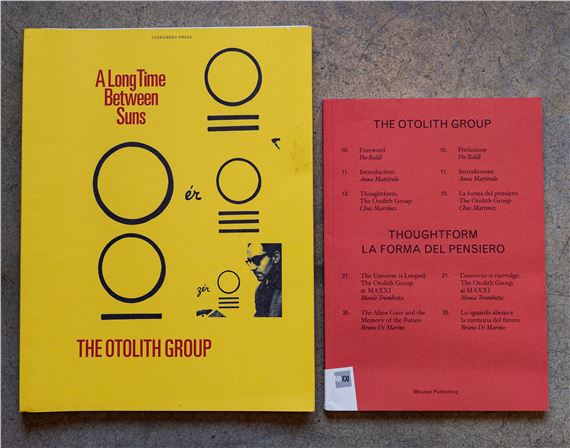 STERNBERG PRESS
A Long Time
Between
Suns
ér
zér
THE OTOLITH GROUP
THE OTOLITH GROUP
10. Foreword
Pio Baldi
11. Introduction
Anna Mattirolo
12. Thoughtform.
The Otolith Group
Chus Martínez
10. Prefazione
Pio Baldi
11. Introduzione
Anna Mattirolo
13. La forma del pensiero
The Otolith Group
Chus Martínez
THOUGHTFORM
LA FORMA DEL PENSIERO
21. The Universe is Looped:
The Otolith Group
at MAXXI
Monia Trombetta
35. The Alien Gaze and the
Memory of the Future
Bruno Di Marino
21. L'universo si riavvolge:
The Otolith Group
al MAXXI
Monia Trombetta
35. Lo sguardo alieno e
la memoria del futuro
Bruno Di Marino
XXI
Mousse Publishing